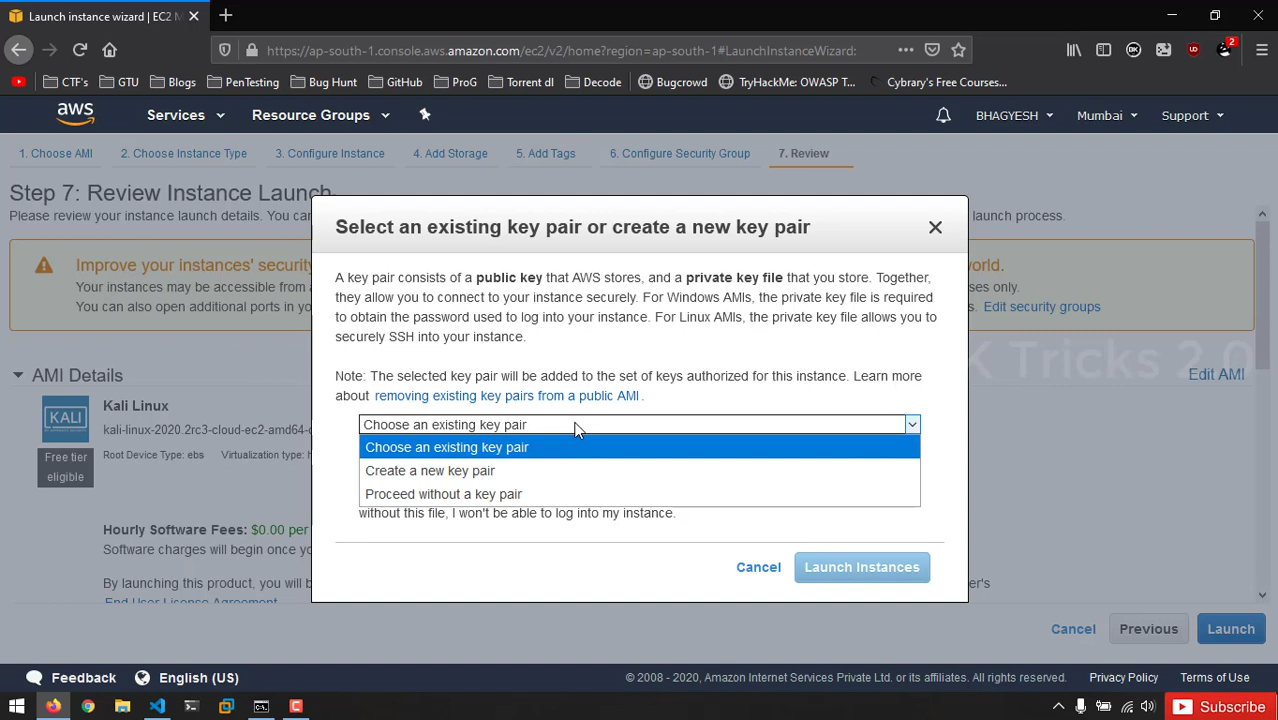 Launch instance wizard | EC2 M
https://ap-south-1.console.aws.amazon.com/ec2/v2/home?region=ap-south-1#LaunchInstanceWizard:
2
CTF's GTU Blogs PenTesting Bug Hunt GitHub ProG Torrent dl Decode Bugcrowd TryHackMe: OWASP T... Cybrary's Free Courses...
aws Services Resource Groups BHAGYESH Mumbai Support
1. Choose AMI 2. Choose Instance Type 3. Configure Instance 4. Add Storage 5. Add Tags 6. Configure Security Group 7. Review
Step 7: Review Instance Launch
Please review your instance launch details. You can launch process.
Improve your instances' security world.
Your instances may be accessible from a es only.
You can also open additional ports in y Edit security groups
Select an existing key pair or create a new key pair
A key pair consists of a public key that AWS stores, and a private key file that you store. Together,
they allow you to connect to your instance securely. For Windows AMIs, the private key file is required
to obtain the password used to log into your instance. For Linux AMIs, the private key file allows you to
securely SSH into your instance.
Note: The selected key pair will be added to the set of keys authorized for this instance. Learn more
about removing existing key pairs from a public AMI .
Choose an existing key pair
Choose an existing key pair
Create a new key pair
Proceed without a key pair
without this file, I won't be able to log into my instance.
Cancel Launch Instances
K Tricks 2.0
AMI Details Edit AMI
KALI
Kali Linux
kali-linux-2020.2rc3-cloud-ec2-amd64-
Free tier
eligible
Root Device Type: ebs Virtualization type: h
Hourly Software Fees: $0.00 per
Software charges will begin once yo
By launching this product, you will b er's
End User License Agreement
Cancel Previous Launch
Feedback English (US) © 2008 - 2020, Amazon Internet Services Private Ltd. or its affiliates. All rights reserved. Privacy Policy Terms of Use
Subscribe